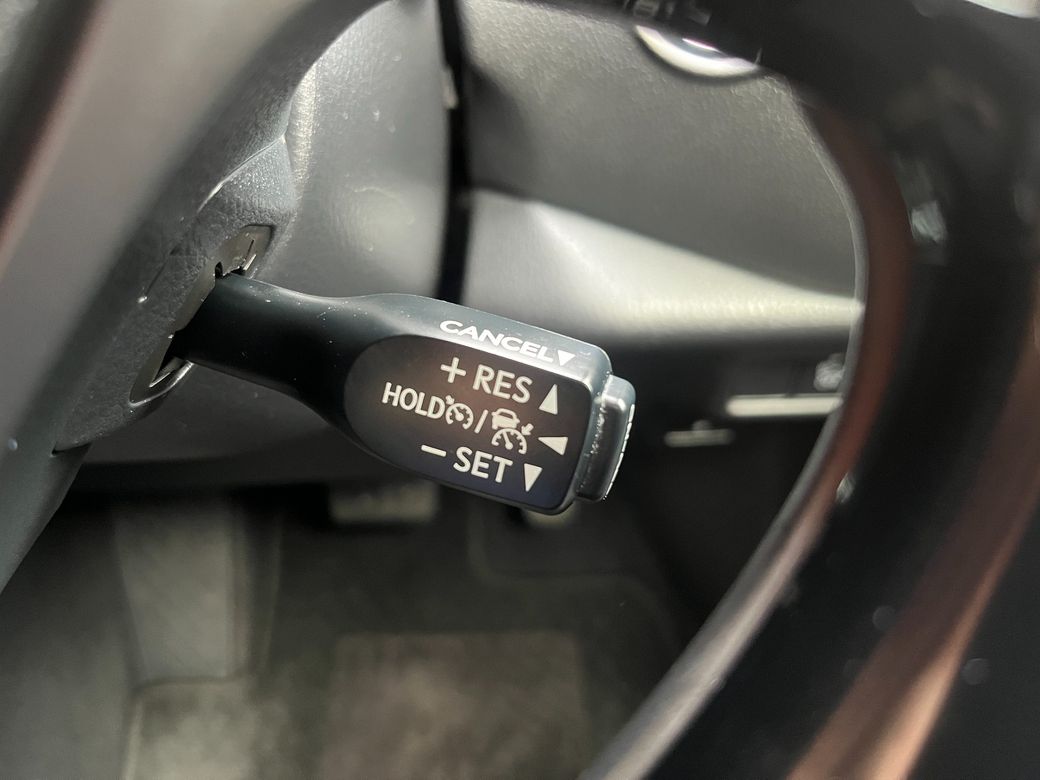 CANCEL▼
+ RES ▲
HOLD / ◀
− SET ▼